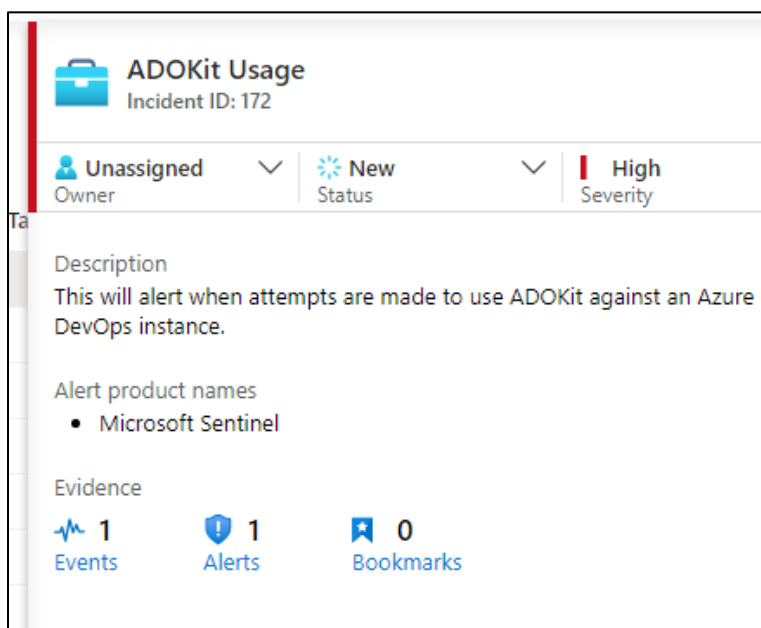 ADOKit Usage
Incident ID: 172
Unassigned
Owner
New
Status
High
Severity
Ta
Description
This will alert when attempts are made to use ADOKit against an Azure
DevOps instance.
Alert product names
• Microsoft Sentinel
Evidence
1
Events
1
Alerts
0
Bookmarks